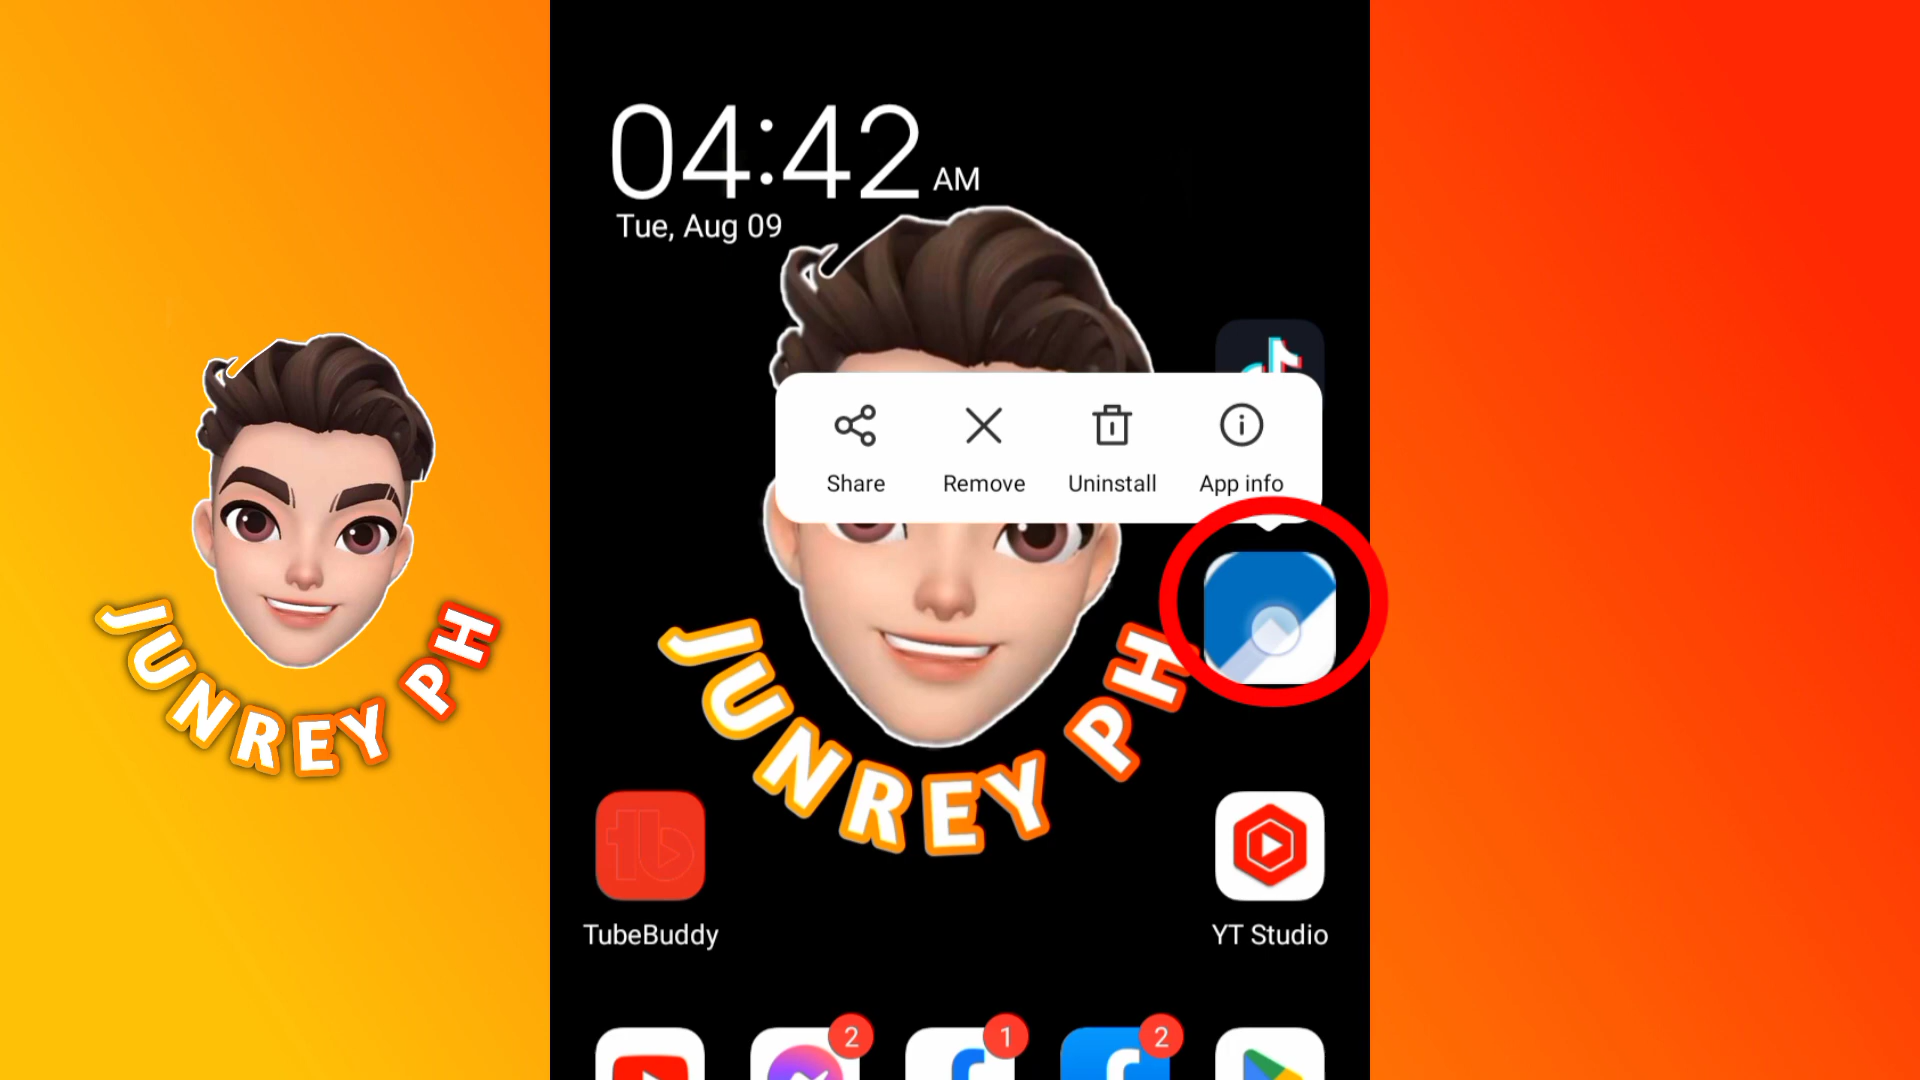 04:42 AM
Tue, Aug 09
Share Remove Uninstall App info
JUNREY PH
JUNREY PH
tb
TubeBuddy
YT Studio
2 1 2